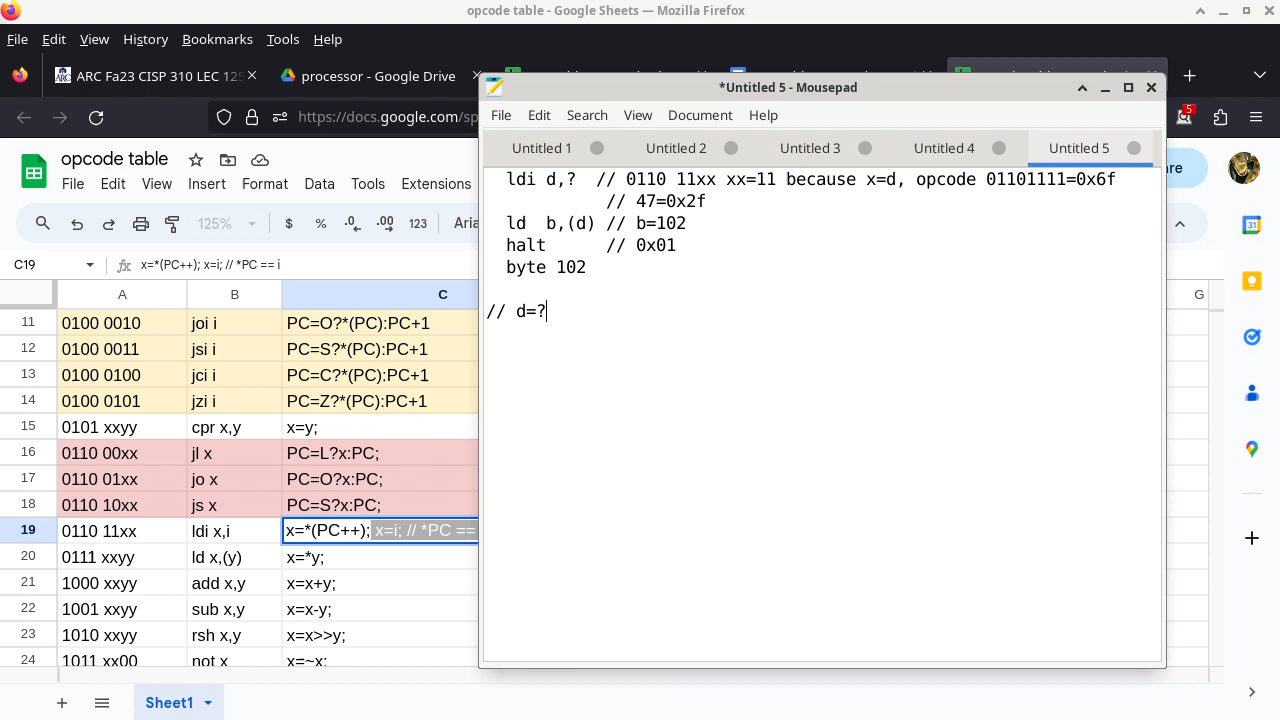 opcode table - Google Sheets — Mozilla Firefox
File Edit View History Bookmarks Tools Help
ARC Fa23 CISP 310 LEC 125
processor - Google Drive
https://docs.google.com/sp
5
opcode table
File Edit View Insert Format Data Tools Extensions
125% $ % .0 .00 123 Aria
C19 fx x=*(PC++); x=i; // *PC == i
A B C G
11 0100 0010 joi i PC=O?*(PC):PC+1
12 0100 0011 jsi i PC=S?*(PC):PC+1
13 0100 0100 jci i PC=C?*(PC):PC+1
14 0100 0101 jzi i PC=Z?*(PC):PC+1
15 0101 xxyy cpr x,y x=y;
16 0110 00xx jl x PC=L?x:PC;
17 0110 01xx jo x PC=O?x:PC;
18 0110 10xx js x PC=S?x:PC;
19 0110 11xx ldi x,i x=*(PC++); x=i; // *PC ==
20 0111 xxyy ld x,(y) x=*y;
21 1000 xxyy add x,y x=x+y;
22 1001 xxyy sub x,y x=x-y;
23 1010 xxyy rsh x,y x=x>>y;
24 1011 xx00 not x x=~x;
Sheet1
*Untitled 5 - Mousepad
File Edit Search View Document Help
Untitled 1 Untitled 2 Untitled 3 Untitled 4 Untitled 5
ldi d,? // 0110 11xx xx=11 because x=d, opcode 01101111=0x6f
// 47=0x2f
ld b,(d) // b=102
halt // 0x01
byte 102
// d=?